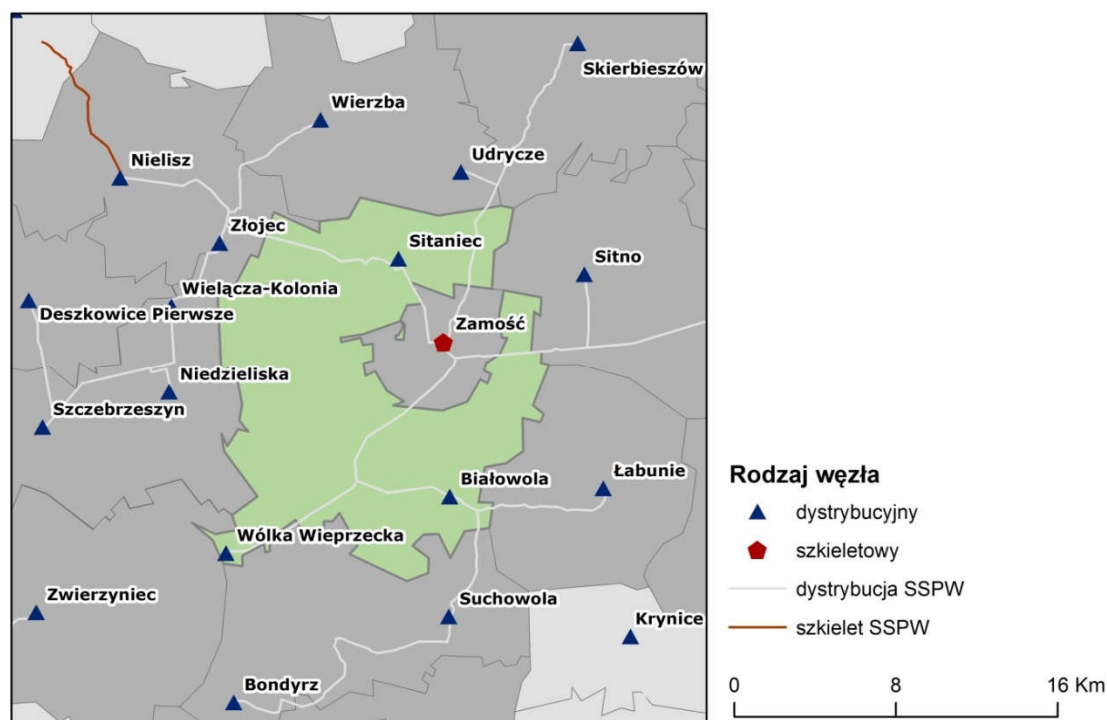 Skierbieszów
Wierzba
Udrycze
Nielisz
Złojec
Sitaniec
Sitno
Wielącza-Kolonia
Deszkowice Pierwsze
Zamość
Niedzieliska
Szczebrzeszyn
Białowola
Łabunie
Wólka Wieprzecka
Zwierzyniec
Suchowola
Krynice
Bondyrz
Rodzaj węzła
dystrybucyjny
szkieletowy
dystrybucja SSPW
szkielet SSPW
0 8 16 Km